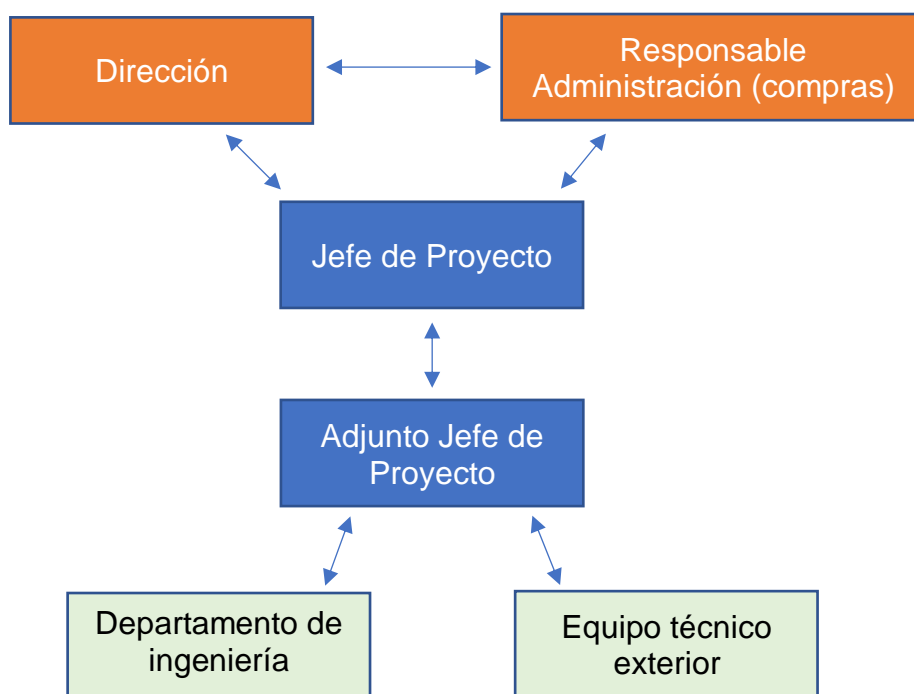 Dirección
Responsable
Administración (compras)
Jefe de Proyecto
Adjunto Jefe de
Proyecto
Departamento de
ingeniería
Equipo técnico
exterior